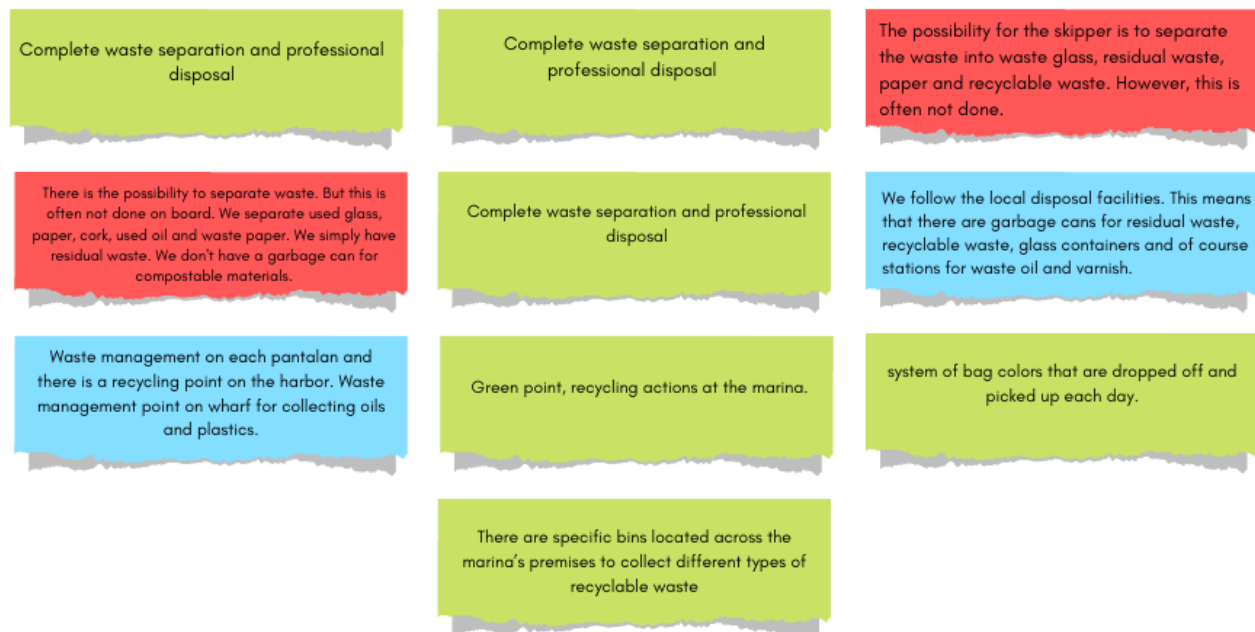 Complete waste separation and professional
disposal
Complete waste separation and
professional disposal
The possibility for the skipper is to separate
the waste into waste glass, residual waste,
paper and recyclable waste. However, this is
often not done.
There is the possibility to separate waste. But this is
often not done on board. We separate used glass,
paper, cork, used oil and waste paper. We simply have
residual waste. We don't have a garbage can for
compostable materials.
Complete waste separation and professional
disposal
We follow the local disposal facilities. This means
that there are garbage cans for residual waste,
recyclable waste, glass containers and of course
stations for waste oil and varnish.
Waste management on each pantalan and
there is a recycling point on the harbor. Waste
management point on wharf for collecting oils
and plastics.
Green point, recycling actions at the marina.
system of bag colors that are dropped off and
picked up each day.
There are specific bins located across the
marina's premises to collect different types of
recyclable waste